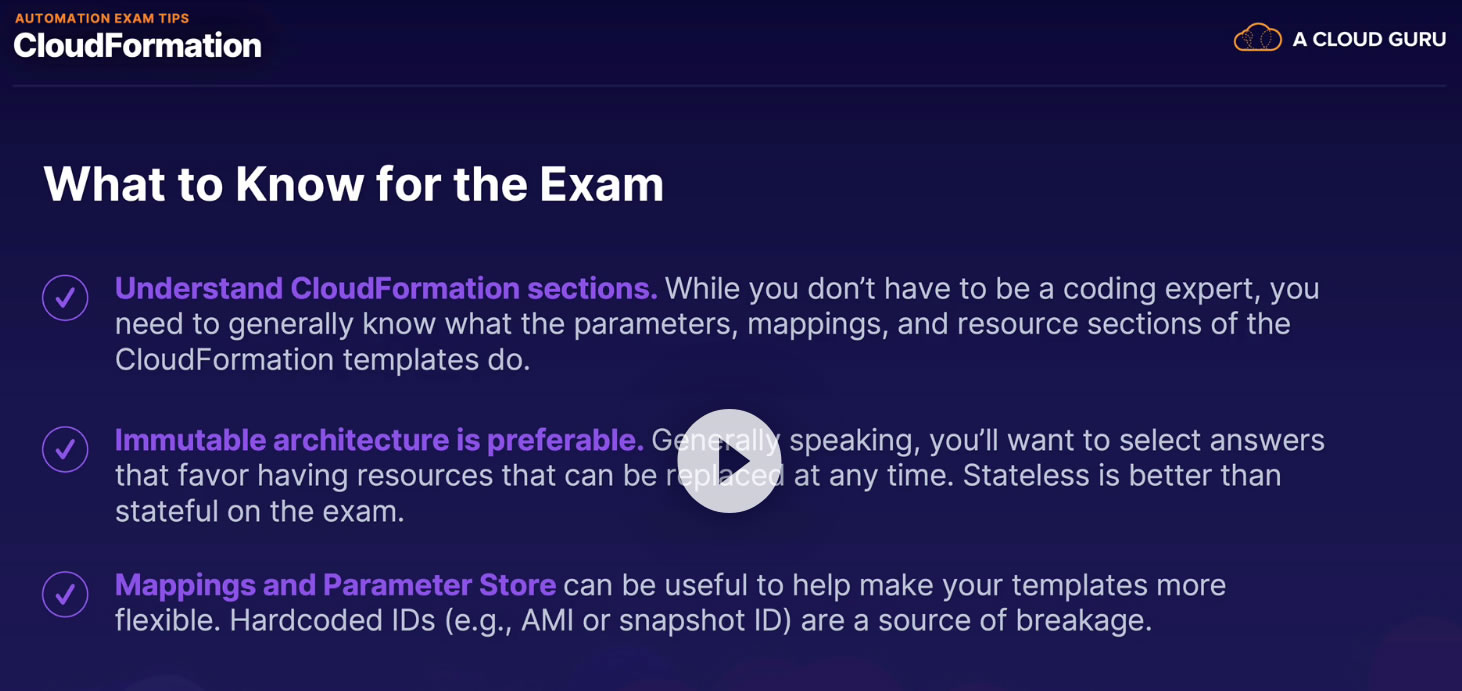 AUTOMATION EXAM TIPS
CloudFormation
A CLOUD GURU
What to Know for the Exam
Understand CloudFormation sections. While you don’t have to be a coding expert, you
need to generally know what the parameters, mappings, and resource sections of the
CloudFormation templates do.
Immutable architecture is preferable. Generally speaking, you’ll want to select answers
that favor having resources that can be replaced at any time. Stateless is better than
stateful on the exam.
Mappings and Parameter Store can be useful to help make your templates more
flexible. Hardcoded IDs (e.g., AMI or snapshot ID) are a source of breakage.